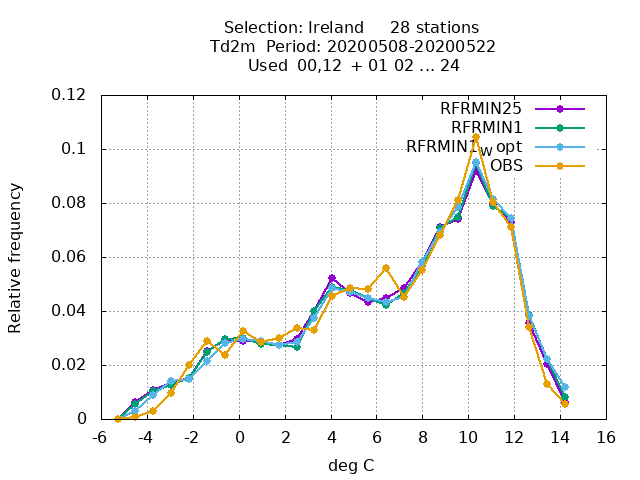 Selection: Ireland 28 stations
Td2m Period: 20200508-20200522
Used 00,12 + 01 02 ... 24
RFRMIN25
RFRMIN1
RFRMIN1_w opt
OBS
Relative frequency
0.12
0.1
0.08
0.06
0.04
0.02
0
-6 -4 -2 0 2 4 6 8 10 12 14 16
deg C